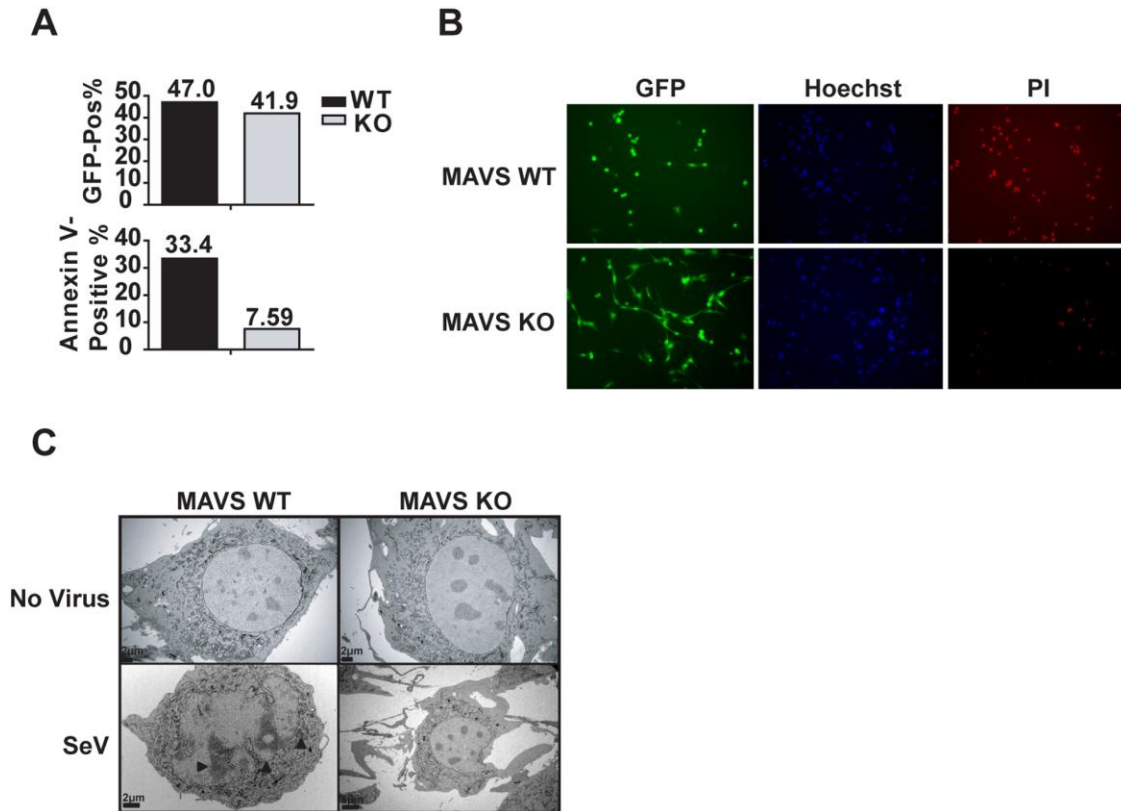 A
GFP-Pos%
50
40
30
20
10
0
47.0
41.9
WT
KO
Annexin V-
Positive %
40
30
20
10
0
33.4
7.59
B
GFP Hoechst PI
MAVS WT
MAVS KO
C
MAVS WT MAVS KO
No Virus
2µm 2µm
SeV
2µm